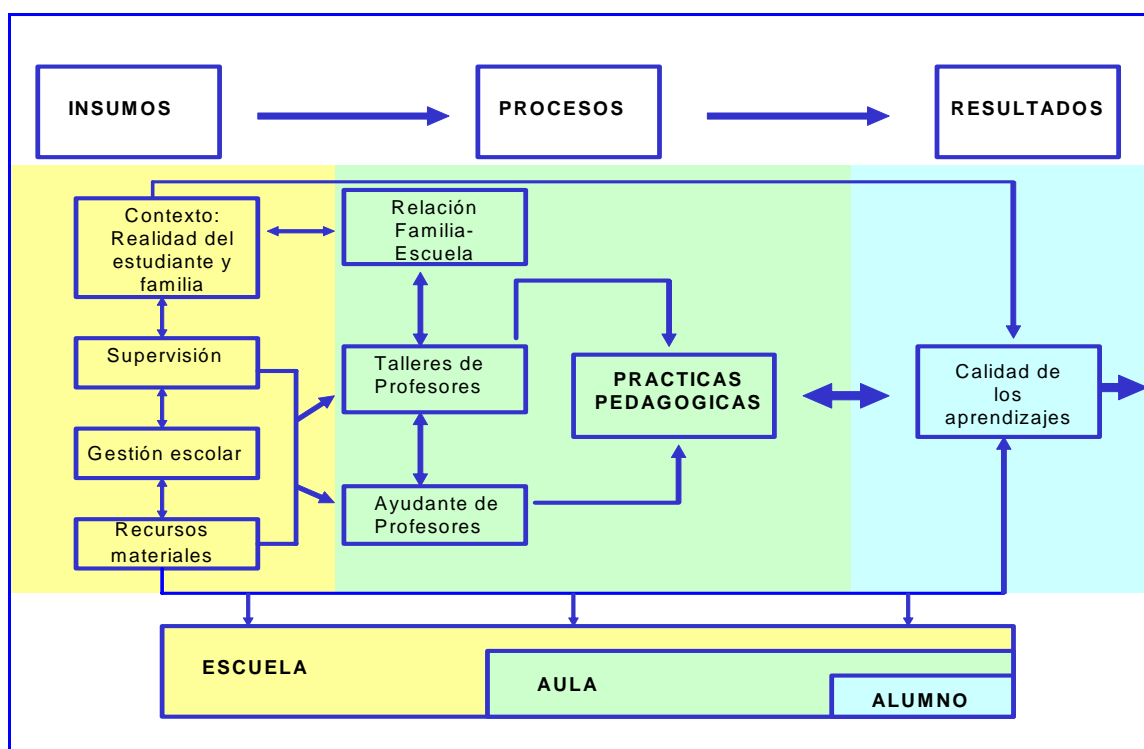 INSUMOS
PROCESOS
RESULTADOS
Contexto:
Realidad del
estudiante y
familia
Relación
Familia-
Escuela
Supervisión
Talleres de
Profesores
PRACTICAS
PEDAGOGICAS
Calidad de
los
aprendizajes
Gestión escolar
Ayudante de
Profesores
Recursos
materiales
ESCUELA
AULA
ALUMNO